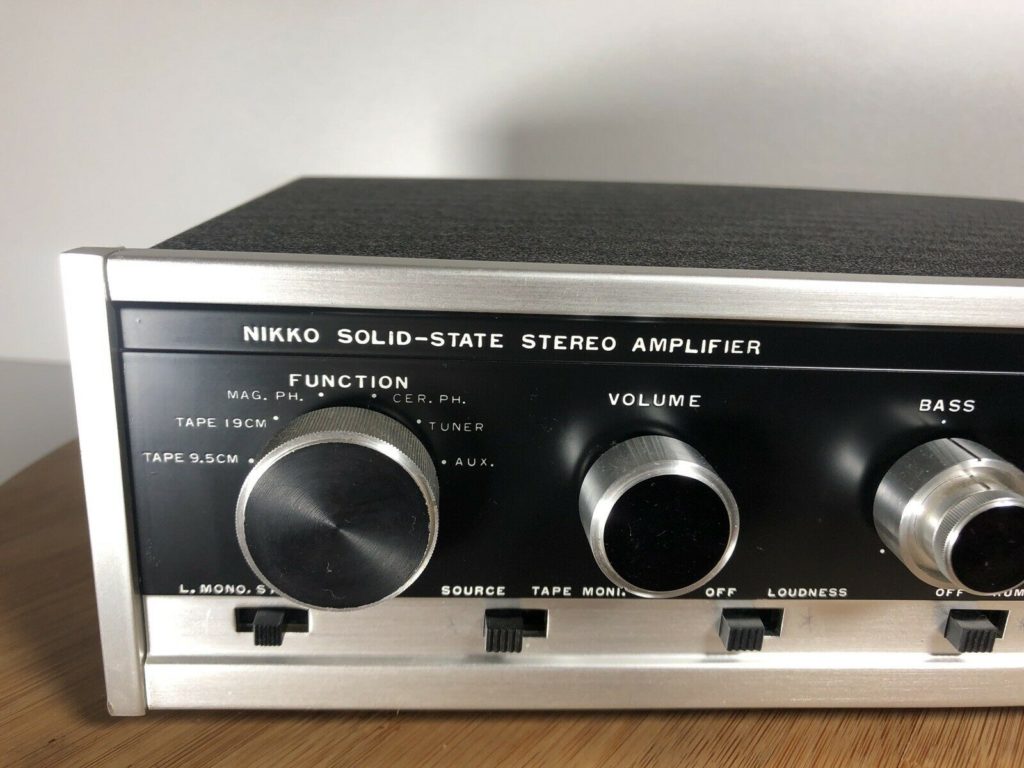 NIKKO SOLID-STATE STEREO AMPLIFIER
FUNCTION
MAG. PH.
CER. PH.
TAPE 19CM
TUNER
TAPE 9.5CM
AUX.
VOLUME
BASS
L. MONO.
SOURCE
TAPE MONI.
OFF
LOUDNESS
OFF